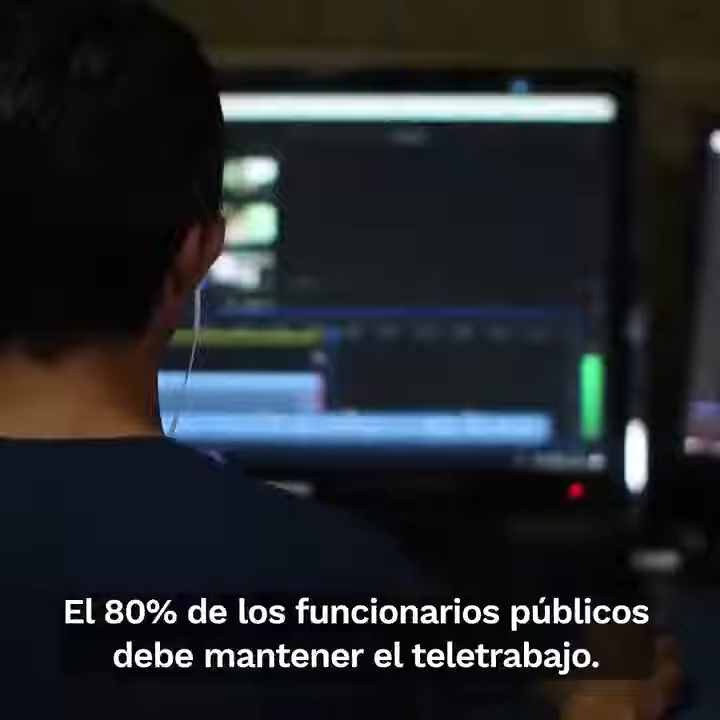 El 80% de los funcionarios públicos
debe mantener el teletrabajo.